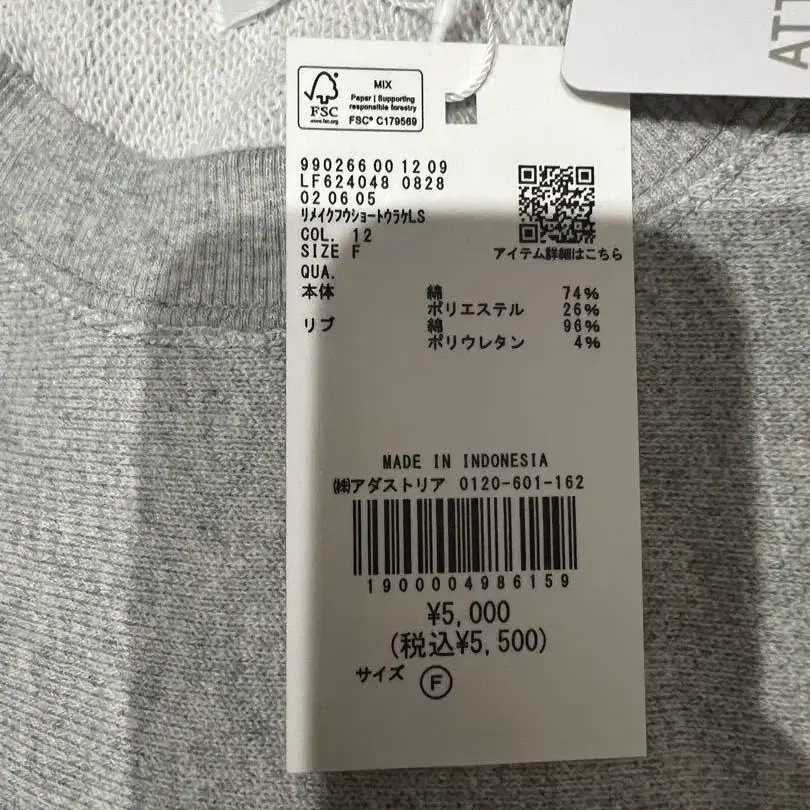 ATT
FSC
www.fsc.org
MIX
Paper | Supporting
responsible forestry
FSC® C179569
990266 00 12 09
LF624048 0828
02 06 05
ﾘﾒｲｸﾌｳｼｮｰﾄｳﾗｹLS
COL. 12
SIZE F
QUA.
本体 綿 74%
ポリエステル 26%
リブ 綿 96%
ポリウレタン 4%
アイテム詳細はこちら
MADE IN INDONESIA
㈱アダストリア 0120-601-162
1900004986159
¥5,000
(税込¥5,500)
サイズ F